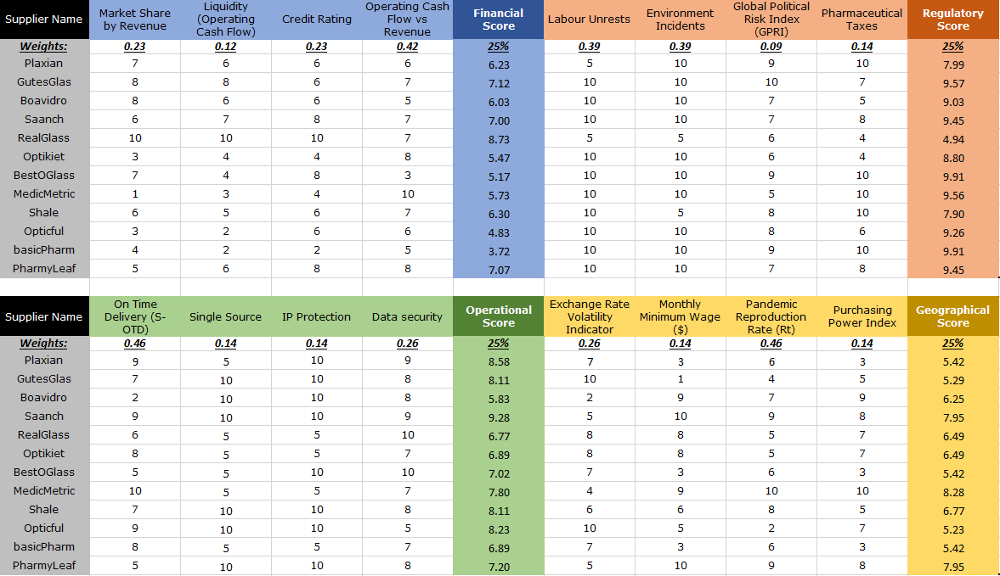 Supplier Name Market Share by Revenue Liquidity (Operating Cash Flow) Credit Rating Operating Cash Flow vs Revenue Financial Score Labour Unrests Environment Incidents Global Political Risk Index (GPRI) Pharmaceutical Taxes Regulatory Score
Weights: 0.23 0.12 0.23 0.42 25% 0.39 0.39 0.09 0.14 25%
Plaxian 7 6 6 6 6.23 5 10 9 10 7.99
GutesGlas 8 8 6 7 7.12 10 10 10 7 9.57
Boavidro 8 6 6 5 6.03 10 10 7 5 9.03
Saanch 6 7 8 7 7.00 10 10 7 8 9.45
RealGlass 10 10 10 7 8.73 5 5 6 4 4.94
Optikiet 3 4 4 8 5.47 10 10 6 4 8.80
BestOGlass 7 4 8 3 5.17 10 10 9 10 9.91
MedicMetric 1 3 4 10 5.73 10 10 5 10 9.56
Shale 6 5 6 7 6.30 10 5 8 10 7.90
Opticful 3 2 6 6 4.83 10 10 8 6 9.26
basicPharm 4 2 2 5 3.72 10 10 9 10 9.91
PharmyLeaf 5 6 8 8 7.07 10 10 7 8 9.45
Supplier Name On Time Delivery (S-OTD) Single Source IP Protection Data security Operational Score Exchange Rate Volatility Indicator Monthly Minimum Wage ($) Pandemic Reproduction Rate (Rt) Purchasing Power Index Geographical Score
Weights: 0.46 0.14 0.14 0.26 25% 0.26 0.14 0.46 0.14 25%
Plaxian 9 5 10 9 8.58 7 3 6 3 5.42
GutesGlas 7 10 10 8 8.11 10 1 4 5 5.29
Boavidro 2 10 10 8 5.83 2 9 7 9 6.25
Saanch 9 10 10 9 9.28 5 10 9 8 7.95
RealGlass 6 5 5 10 6.77 8 8 5 7 6.49
Optikiet 8 5 5 7 6.89 8 8 5 7 6.49
BestOGlass 5 5 10 10 7.02 7 3 6 3 5.42
MedicMetric 10 5 5 7 7.80 4 9 10 10 8.28
Shale 7 10 10 8 8.11 6 6 8 5 6.77
Opticful 9 10 10 5 8.23 10 5 2 7 5.23
basicPharm 8 5 5 7 6.89 7 3 6 3 5.42
PharmyLeaf 5 10 10 8 7.20 5 10 9 8 7.95